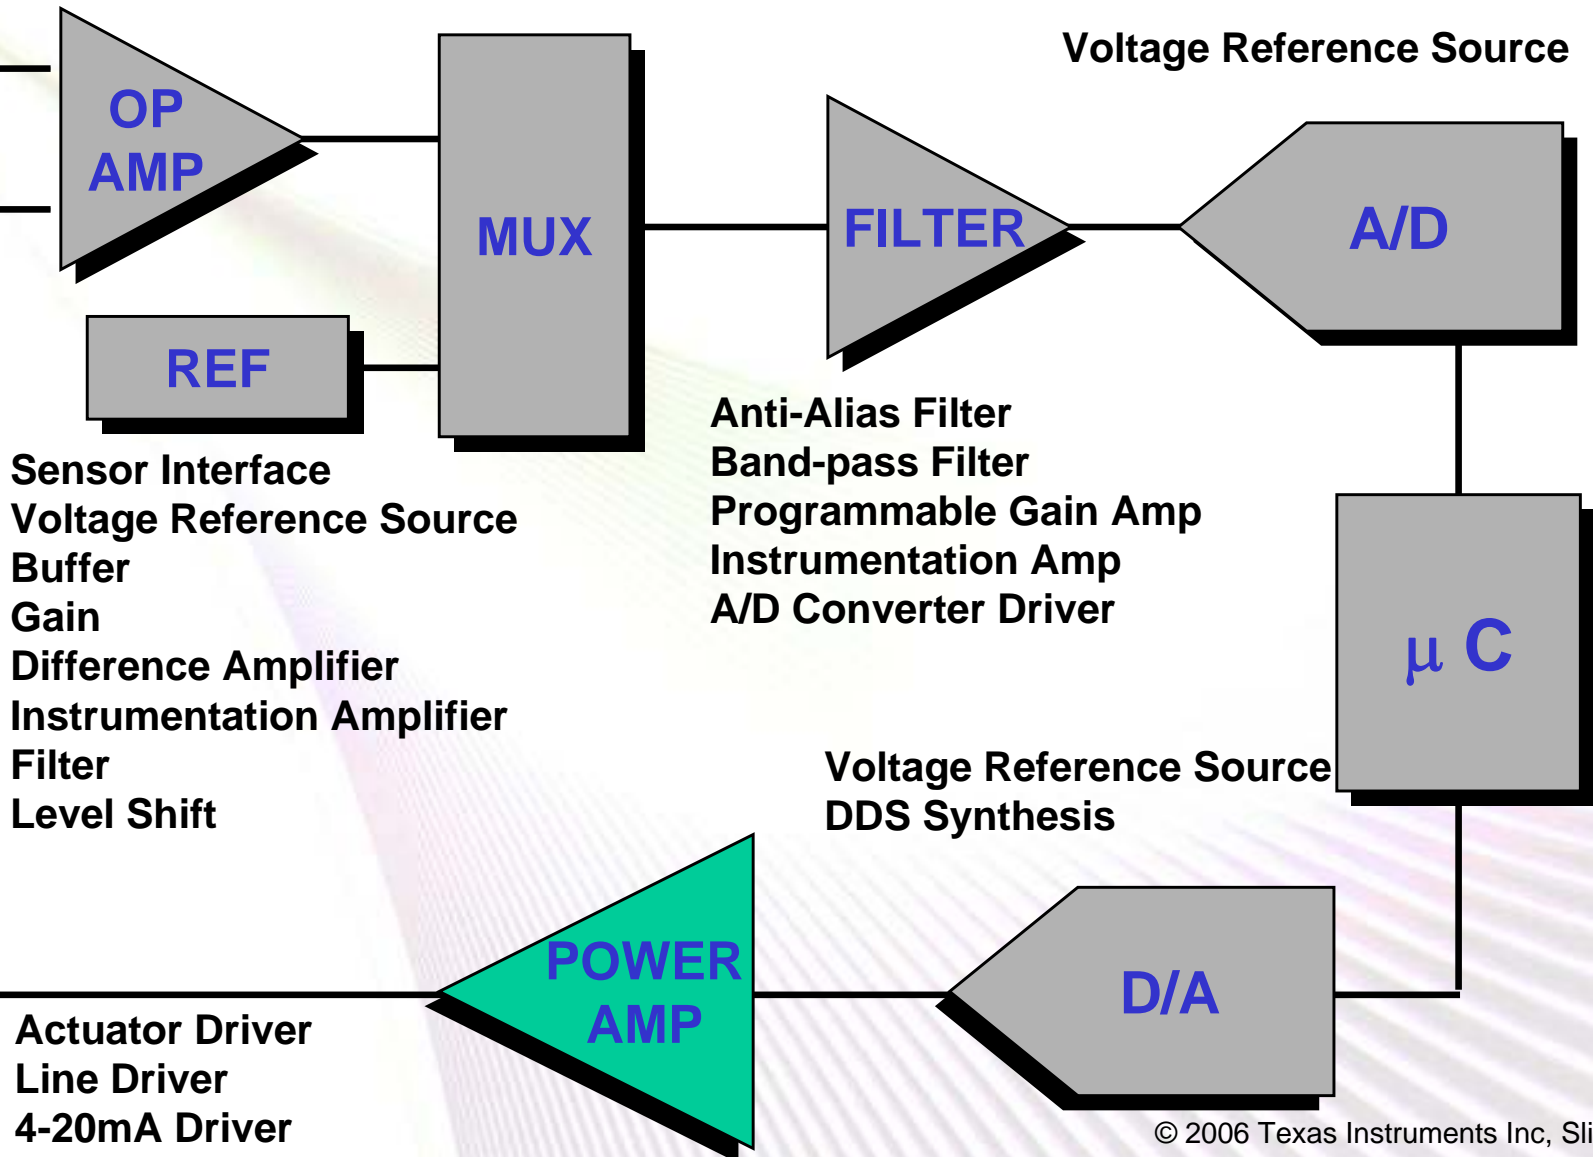 Voltage Reference Source
OP
AMP
MUX
FILTER
A/D
REF
Sensor Interface
Voltage Reference Source
Buffer
Gain
Difference Amplifier
Instrumentation Amplifier
Filter
Level Shift
Anti-Alias Filter
Band-pass Filter
Programmable Gain Amp
Instrumentation Amp
A/D Converter Driver
μ C
Voltage Reference Source
DDS Synthesis
POWER
AMP
D/A
Actuator Driver
Line Driver
4-20mA Driver
© 2006 Texas Instruments Inc, Sli